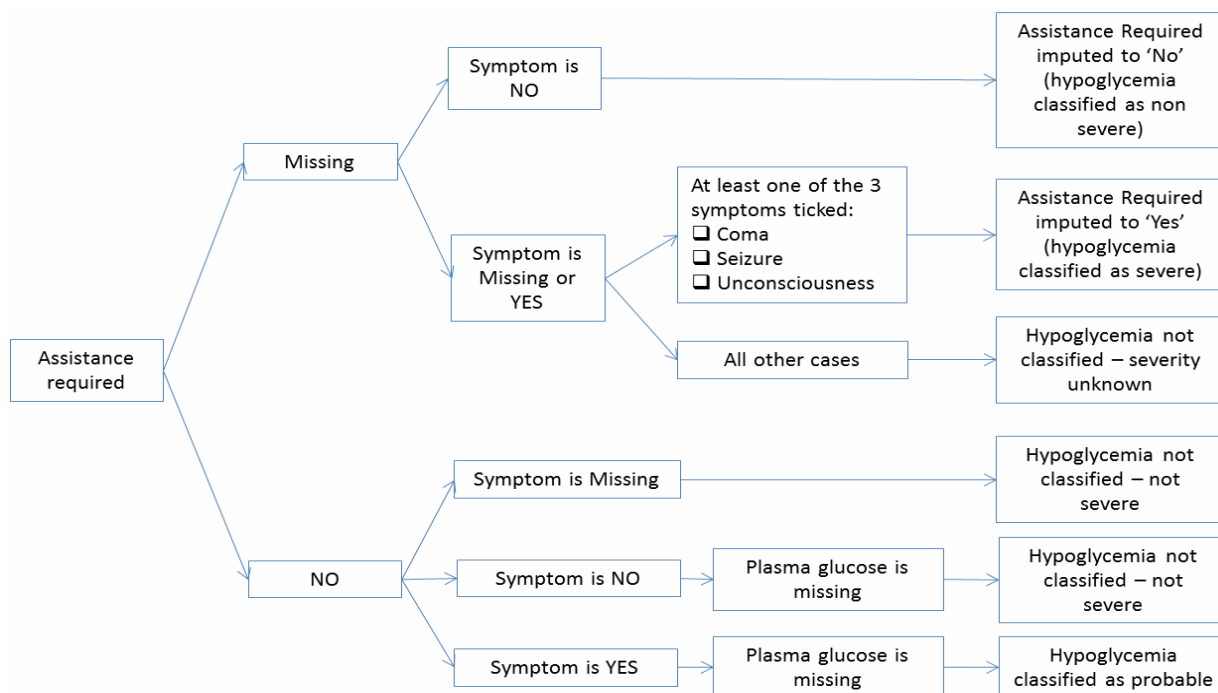 Assistance
required
Missing
Symptom is
NO
Assistance Required
imputed to ‘No’
(hypoglycemia
classified as non
severe)
Symptom is
Missing or
YES
At least one of the 3
symptoms ticked:
❑ Coma
❑ Seizure
❑ Unconsciousness
Assistance Required
imputed to ‘Yes’
(hypoglycemia
classified as severe)
All other cases
Hypoglycemia not
classified – severity
unknown
NO
Symptom is Missing
Hypoglycemia not
classified – not
severe
Symptom is NO
Plasma glucose is
missing
Hypoglycemia not
classified – not
severe
Symptom is YES
Plasma glucose is
missing
Hypoglycemia
classified as probable